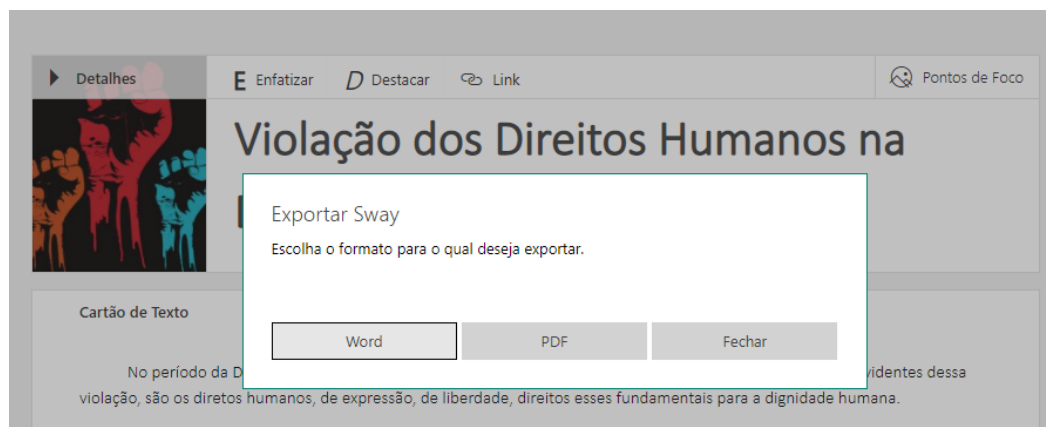 Detalhes
E Enfatizar D Destacar Link
Pontos de Foco
Violação dos Direitos Humanos na
Exportar Sway
Escolha o formato para o qual deseja exportar.
Word PDF Fechar
Cartão de Texto
No período da D
videntes dessa
violação, são os diretos humanos, de expressão, de liberdade, direitos esses fundamentais para a dignidade humana.